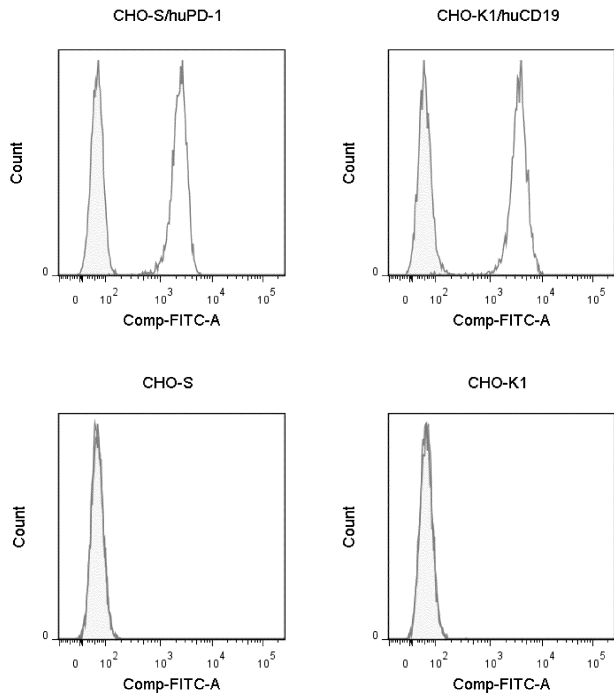 CHO-S/huPD-1
CHO-K1/huCD19
Count
Count
0
0
0 10^2 10^3 10^4 10^5
0 10^2 10^3 10^4 10^5
Comp-FITC-A
Comp-FITC-A
CHO-S
CHO-K1
Count
Count
0
0
0 10^2 10^3 10^4 10^5
0 10^2 10^3 10^4 10^5
Comp-FITC-A
Comp-FITC-A